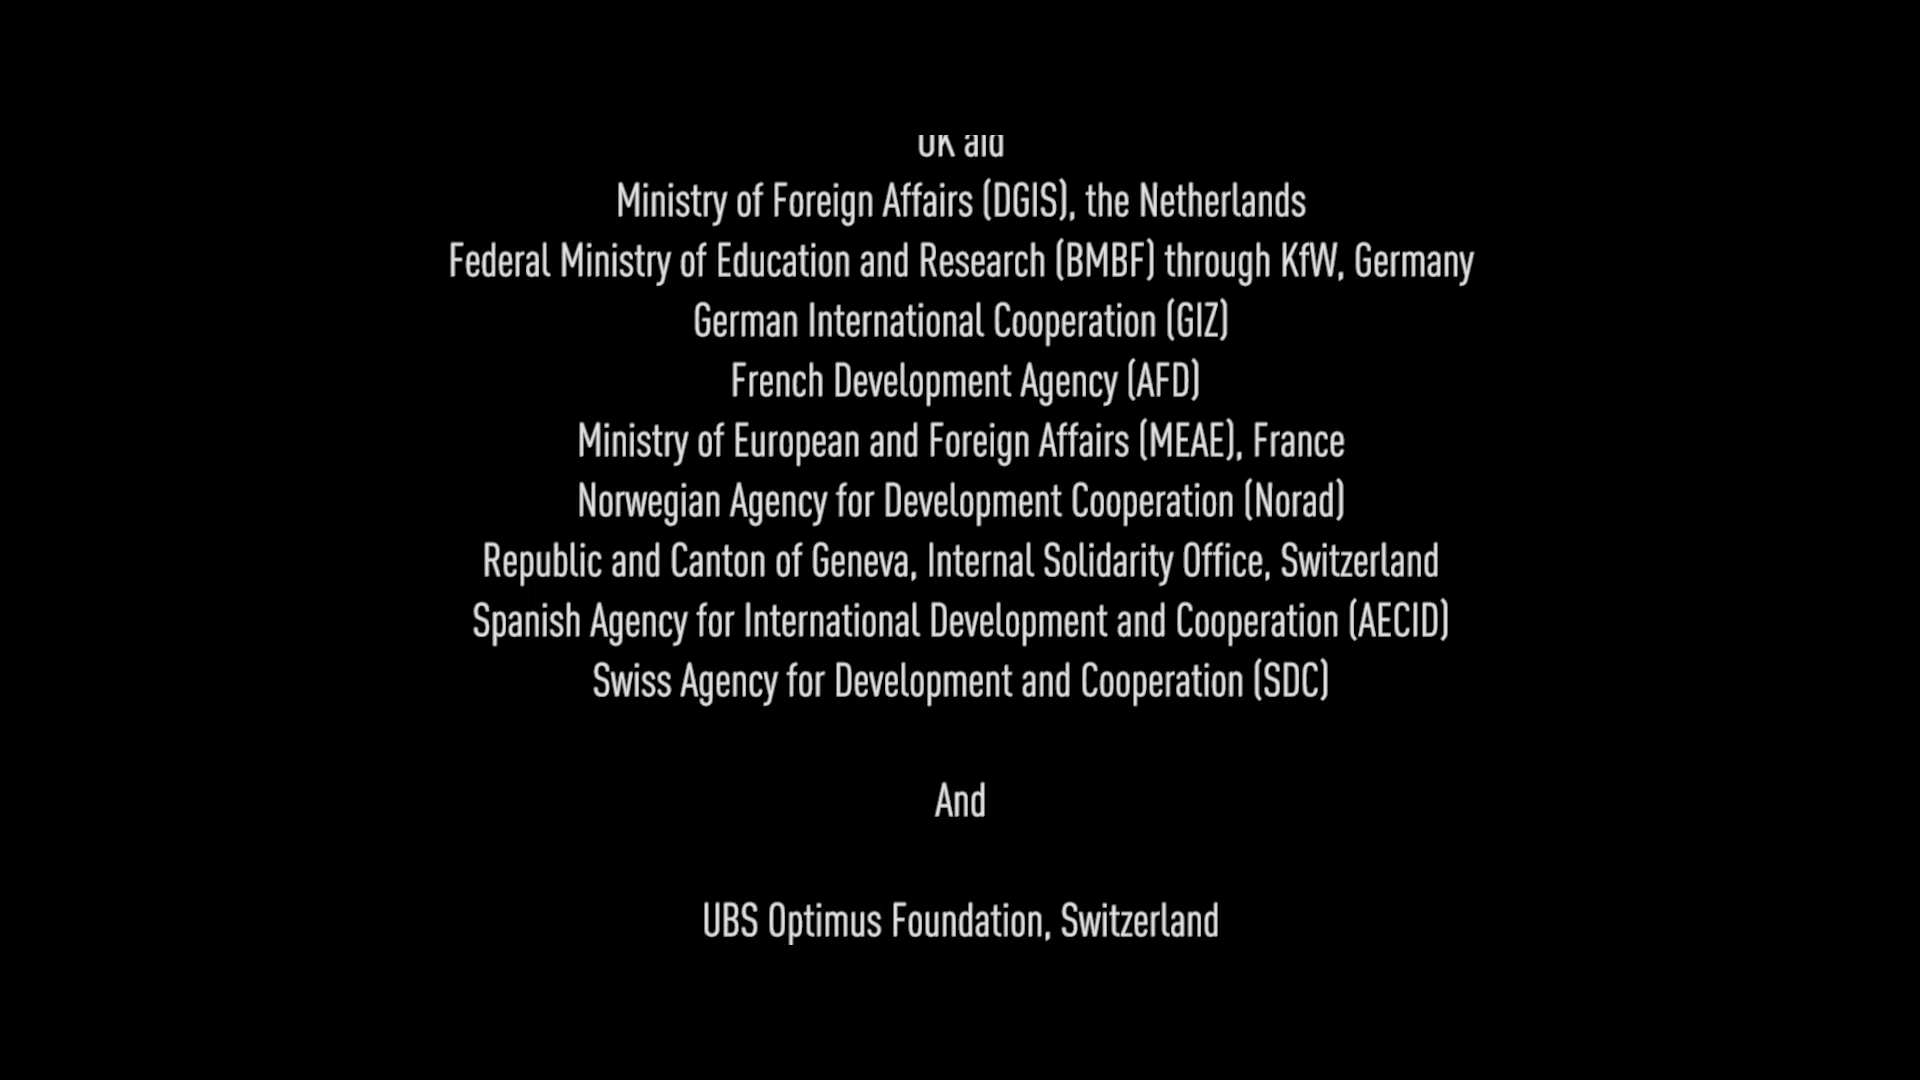 UK aid
Ministry of Foreign Affairs (DGIS), the Netherlands
Federal Ministry of Education and Research (BMBF) through KfW, Germany
German International Cooperation (GIZ)
French Development Agency (AFD)
Ministry of European and Foreign Affairs (MEAE), France
Norwegian Agency for Development Cooperation (Norad)
Republic and Canton of Geneva, Internal Solidarity Office, Switzerland
Spanish Agency for International Development and Cooperation (AECID)
Swiss Agency for Development and Cooperation (SDC)
And
UBS Optimus Foundation, Switzerland